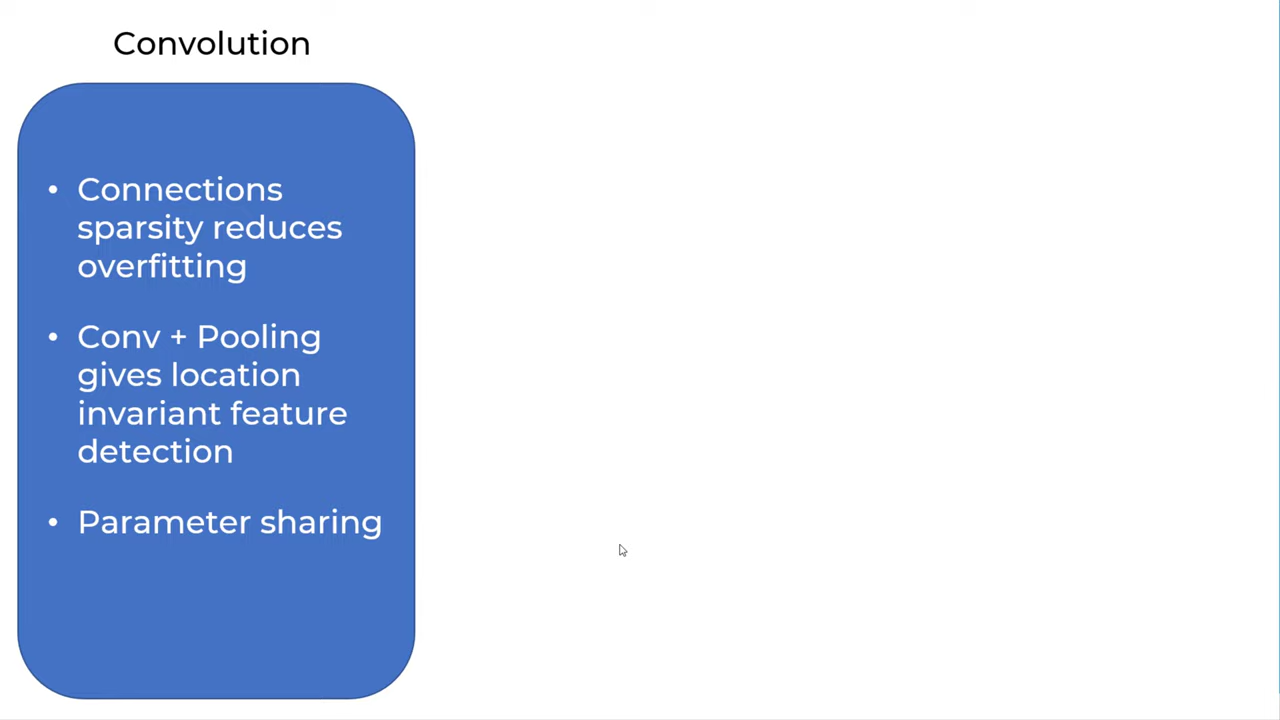 Convolution
• Connections
sparsity reduces
overfitting
• Conv + Pooling
gives location
invariant feature
detection
• Parameter sharing